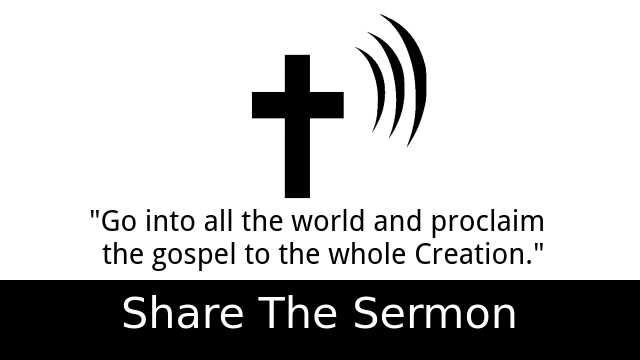 "Go into all the world and proclaim
the gospel to the whole Creation."
Share The Sermon